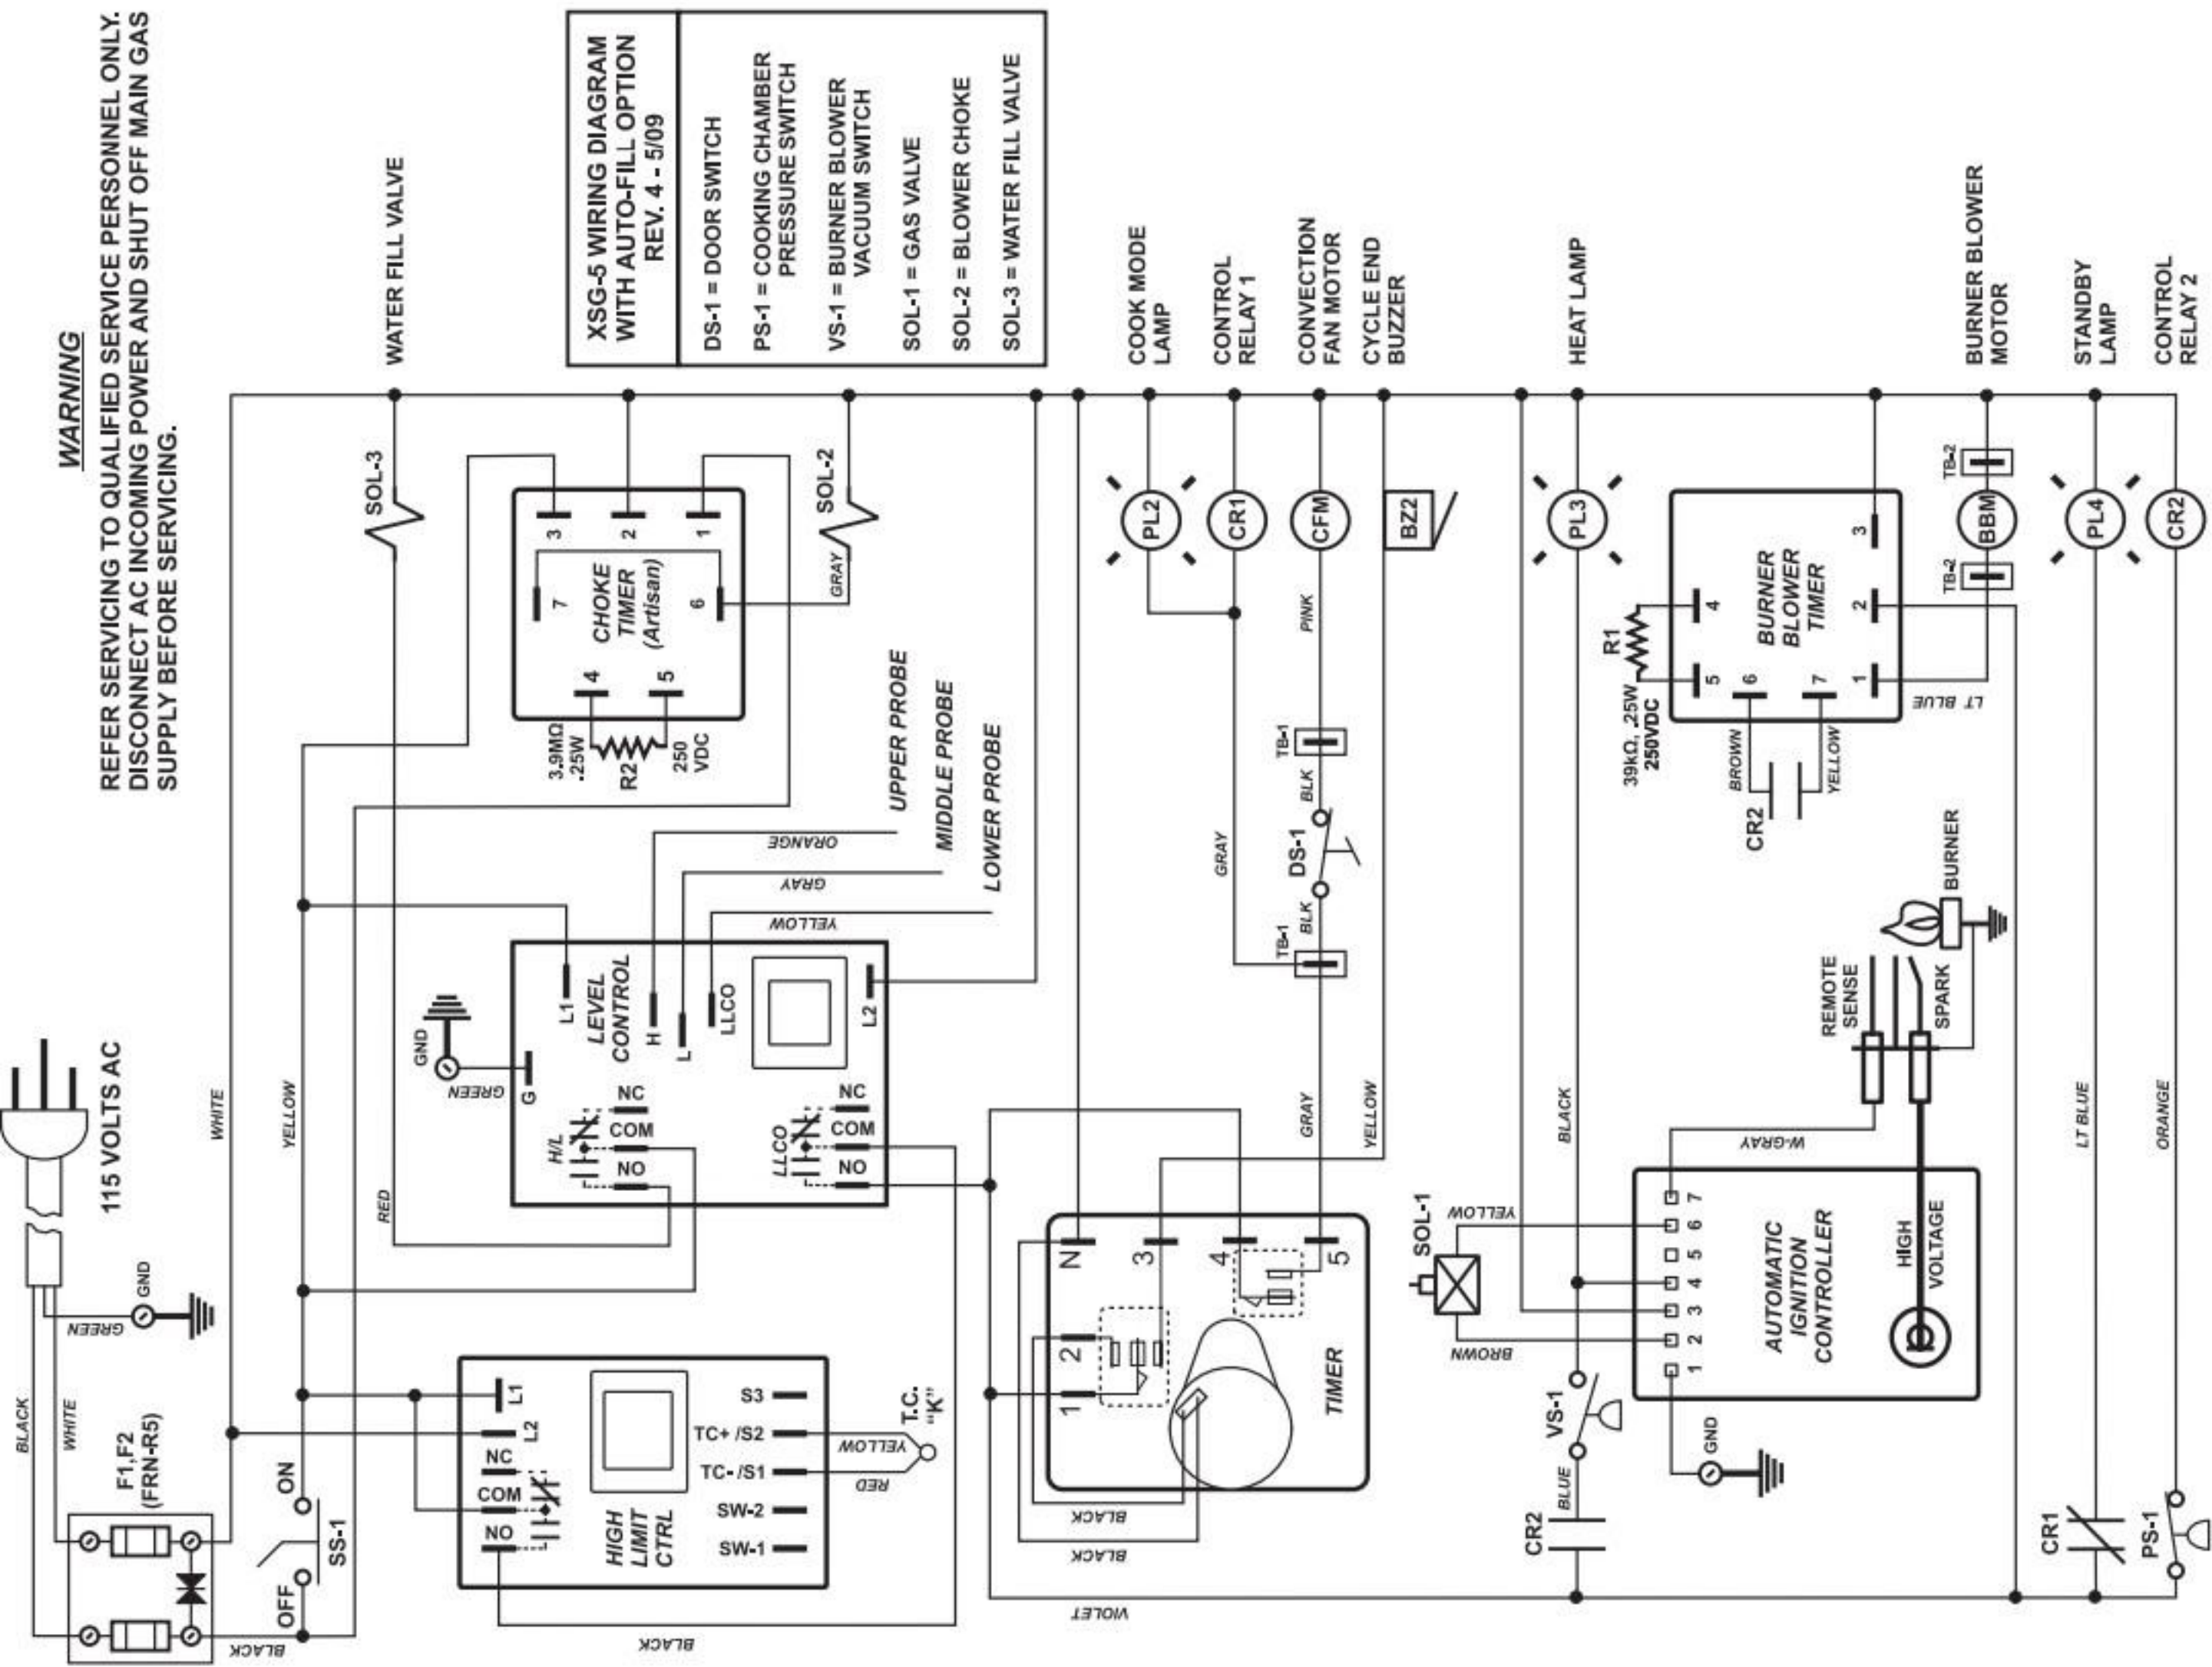 WARNING
REFER SERVICING TO QUALIFIED SERVICE PERSONNEL ONLY.
DISCONNECT AC INCOMING POWER AND SHUT OFF MAIN GAS
SUPPLY BEFORE SERVICING.
XSG-5 WIRING DIAGRAM
WITH AUTO-FILL OPTION
REV. 4 - 5/09
DS-1 = DOOR SWITCH
PS-1 = COOKING CHAMBER
PRESSURE SWITCH
VS-1 = BURNER BLOWER
VACUUM SWITCH
SOL-1 = GAS VALVE
SOL-2 = BLOWER CHOKE
SOL-3 = WATER FILL VALVE
115 VOLTS AC
BLACK
WHITE
GREEN
GND
F1,F2
(FRN-R5)
BLACK
OFF
ON
SS-1
WHITE
YELLOW
RED
SOL-3
WATER FILL VALVE
HIGH
LIMIT
CTRL
NO
COM
NC
L2
L1
SW-1
SW-2
TC- /S1
TC+ /S2
S3
RED
YELLOW
T.C.
"K"
BLACK
GND
GREEN
G
L1
LEVEL
CONTROL
H
L
LLCO
L2
H/L
NO
COM
NC
LLCO
NO
COM
NC
ORANGE
GRAY
YELLOW
UPPER PROBE
MIDDLE PROBE
LOWER PROBE
3.9MΩ
.25W
R2
250
VDC
4
5
CHOKE
TIMER
(Artisan)
7
6
3
2
1
GRAY
SOL-2
VIOLET
BLACK
BLACK
TIMER
1
2
N
3
4
5
GRAY
YELLOW
TB-1
BLK
DS-1
BLK
TB-1
PINK
GRAY
PL2
COOK MODE
LAMP
CR1
CONTROL
RELAY 1
CFM
CONVECTION
FAN MOTOR
BZ2
CYCLE END
BUZZER
CR2
BLUE
VS-1
BLACK
PL3
HEAT LAMP
BROWN
SOL-1
YELLOW
GND
1
2
3
4
5
6
7
AUTOMATIC
IGNITION
CONTROLLER
HIGH
VOLTAGE
W-GRAY
REMOTE
SENSE
SPARK
BURNER
R1
39kΩ, .25W
250VDC
BROWN
CR2
YELLOW
5
4
6
7
BURNER
BLOWER
TIMER
1
2
3
LT BLUE
TB-2
BBM
TB-2
BURNER BLOWER
MOTOR
CR1
LT BLUE
PL4
STANDBY
LAMP
PS-1
ORANGE
CR2
CONTROL
RELAY 2